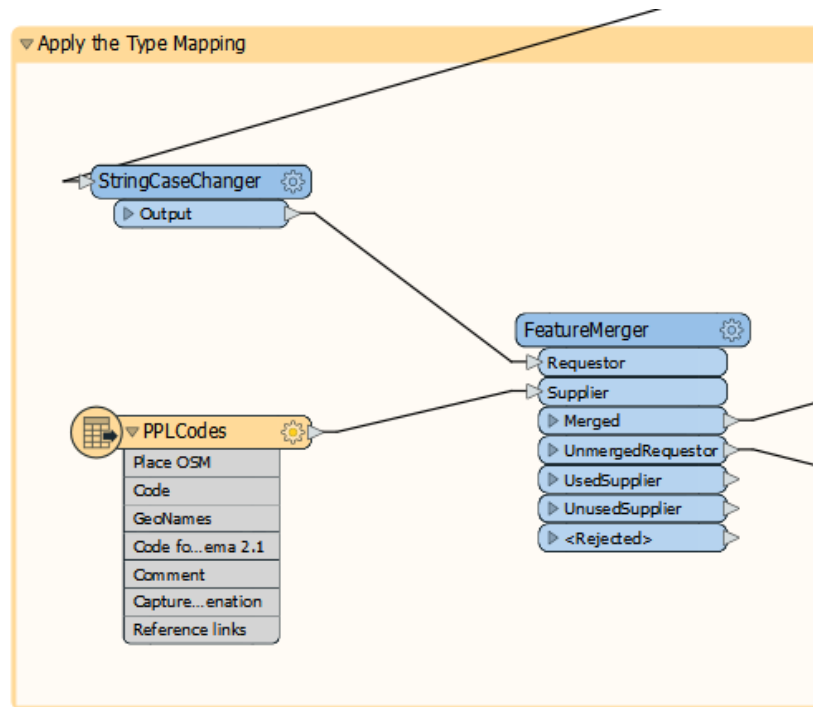 Apply the Type Mapping
StringCaseChanger
Output
FeatureMerger
Requestor
Supplier
Merged
UnmergedRequestor
UsedSupplier
UnusedSupplier
<Rejected>
PPLCodes
Place OSM
Code
GeoNames
Code fo...ema 2.1
Comment
Capture...enation
Reference links